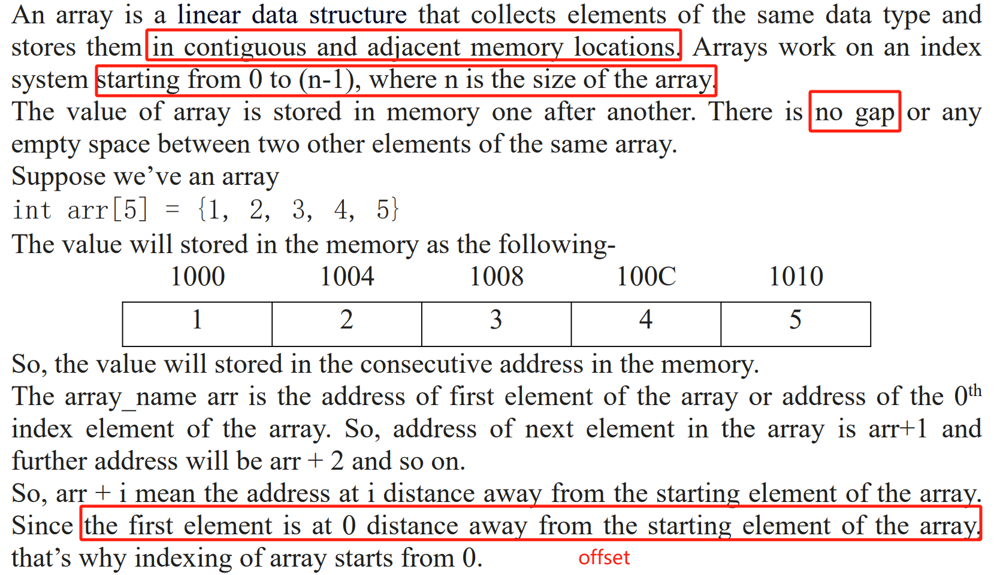 An array is a linear data structure that collects elements of the same data type and
stores them in contiguous and adjacent memory locations. Arrays work on an index
system starting from 0 to (n-1), where n is the size of the array.
The value of array is stored in memory one after another. There is no gap or any
empty space between two other elements of the same array.
Suppose we’ve an array
int arr[5] = {1, 2, 3, 4, 5}
The value will stored in the memory as the following-
1000 1004 1008 100C 1010
1 2 3 4 5
So, the value will stored in the consecutive address in the memory.
The array_name arr is the address of first element of the array or address of the 0th
index element of the array. So, address of next element in the array is arr+1 and
further address will be arr + 2 and so on.
So, arr + i mean the address at i distance away from the starting element of the array.
Since the first element is at 0 distance away from the starting element of the array.
that’s why indexing of array starts from 0. offset